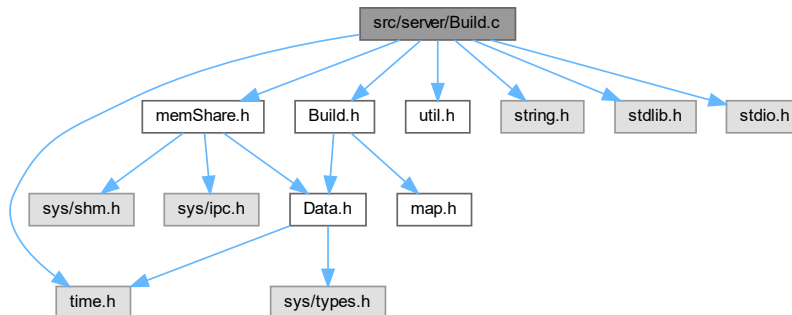 src/server/Build.c
memShare.h
Build.h
util.h
string.h
stdlib.h
stdio.h
sys/shm.h
sys/ipc.h
Data.h
map.h
time.h
sys/types.h